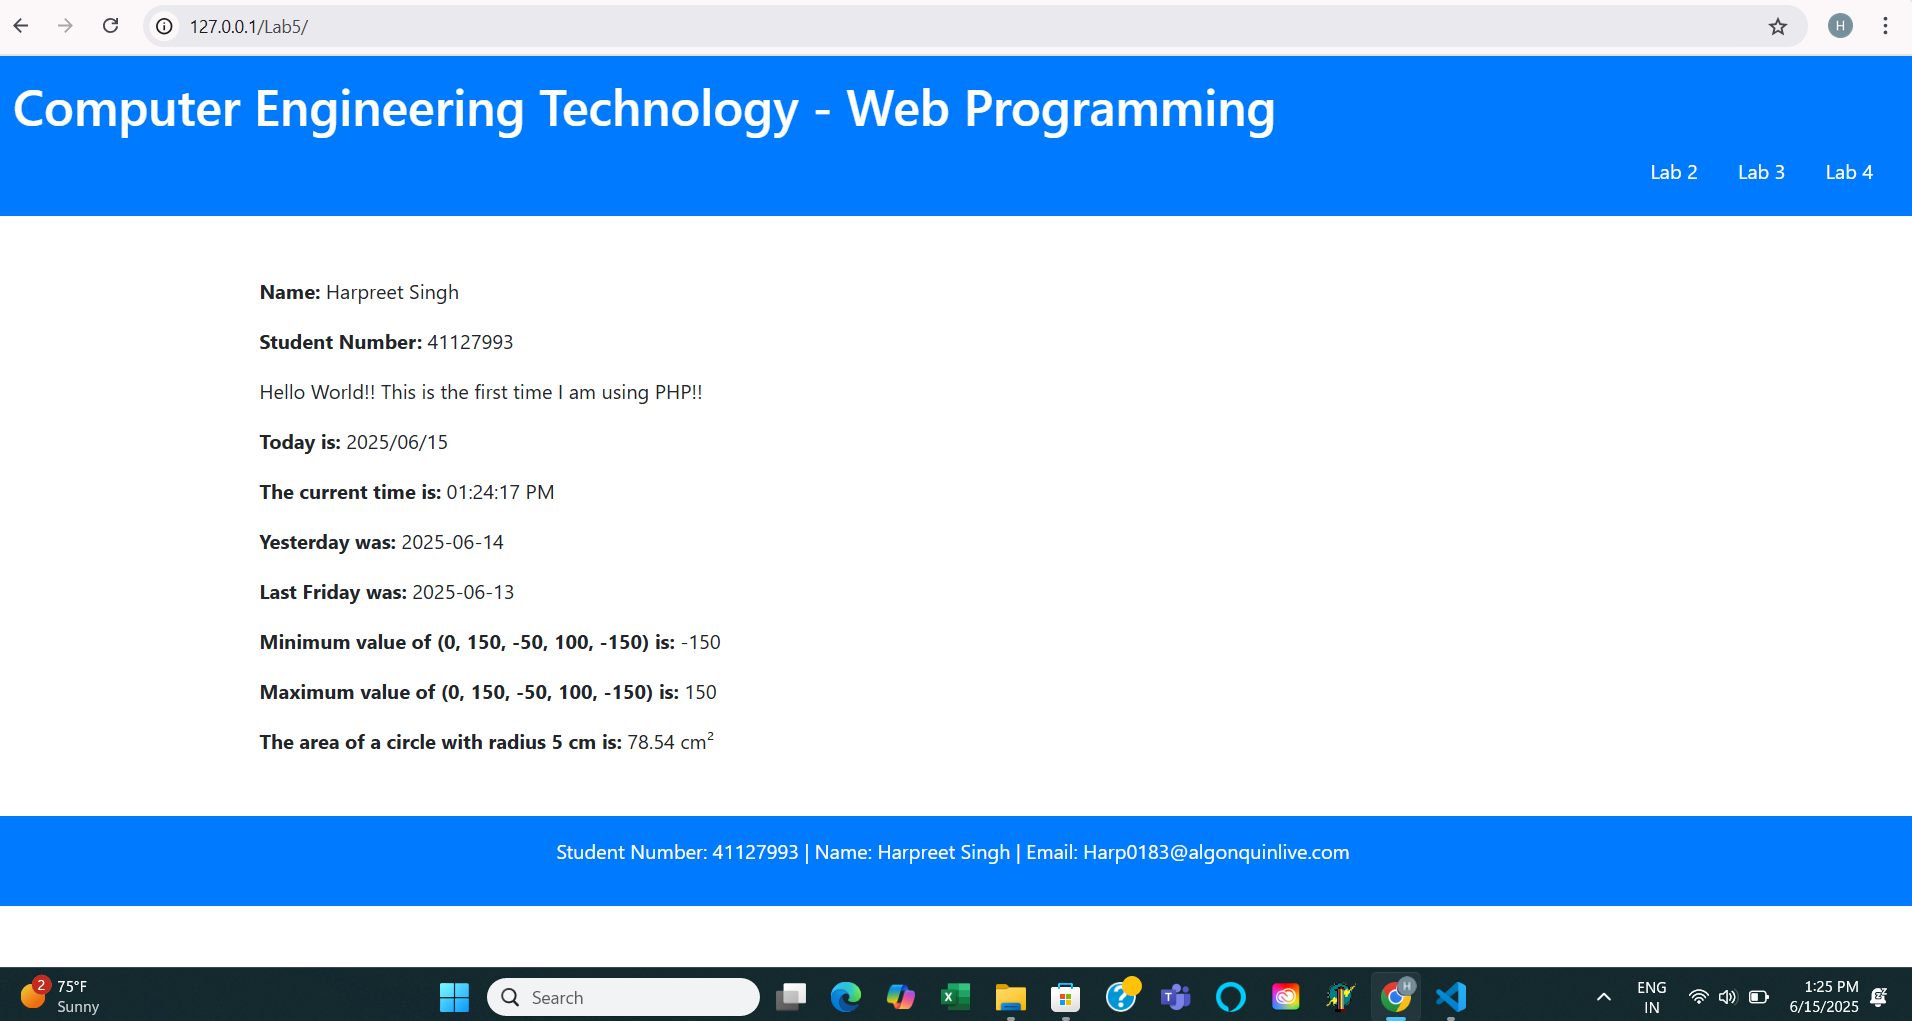 127.0.0.1/Lab5/
H
Computer Engineering Technology - Web Programming
Lab 2 Lab 3 Lab 4
Name: Harpreet Singh
Student Number: 41127993
Hello World!! This is the first time I am using PHP!!
Today is: 2025/06/15
The current time is: 01:24:17 PM
Yesterday was: 2025-06-14
Last Friday was: 2025-06-13
Minimum value of (0, 150, -50, 100, -150) is: -150
Maximum value of (0, 150, -50, 100, -150) is: 150
The area of a circle with radius 5 cm is: 78.54 cm²
Student Number: 41127993 | Name: Harpreet Singh | Email: Harp0183@algonquinlive.com
2
75°F
Sunny
Search
H
ENG
IN
1:25 PM
6/15/2025